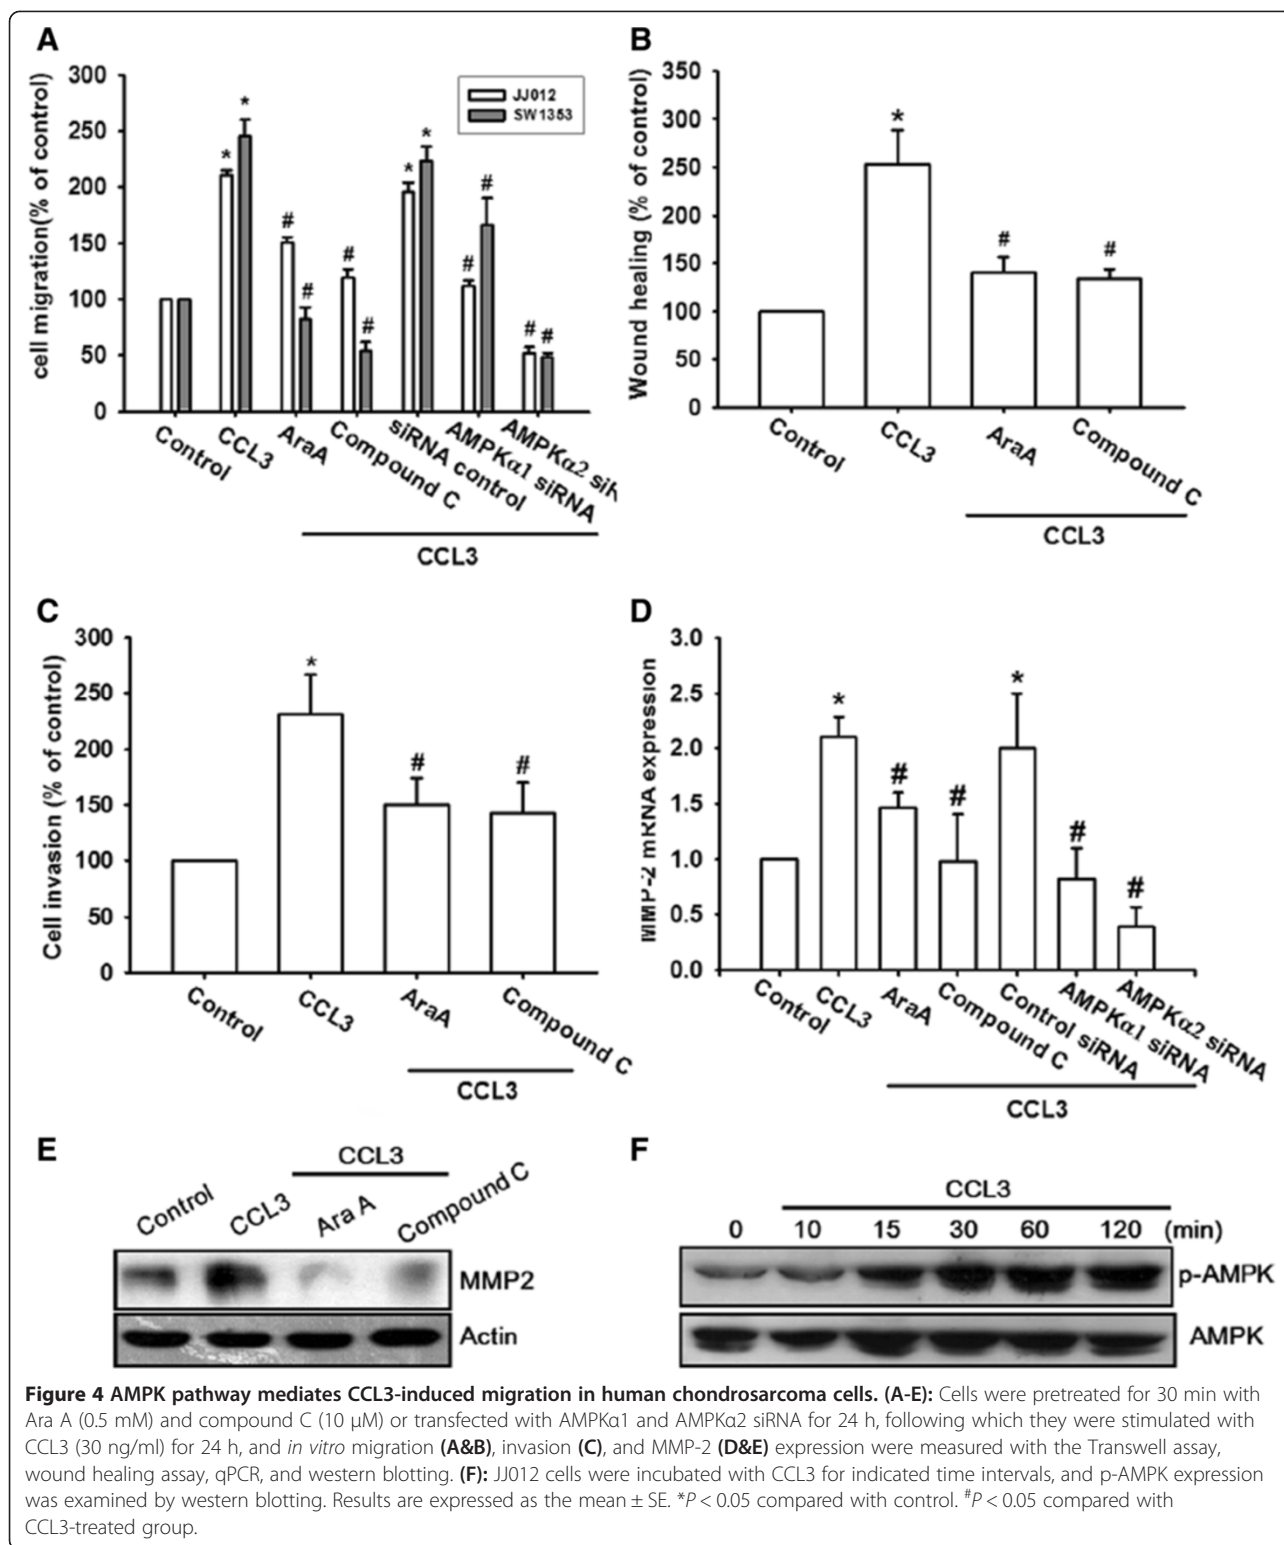 A
300
250
200
150
100
50
0
cell migration(% of control)
JJ012
SW1353
*
*
#
#
#
#
*
*
#
#
#
#
Control
CCL3
AraA
Compound C
siRNA control
AMPKα1 siRNA
AMPKα2 siR
CCL3
B
350
300
250
200
150
100
50
0
Wound healing (% of control)
*
#
#
Control
CCL3
AraA
Compound C
CCL3
C
300
250
200
150
100
50
0
Cell invasion (% of control)
*
#
#
Control
CCL3
AraA
Compound C
CCL3
D
3.0
2.5
2.0
1.5
1.0
0.5
0.0
MMP-2 mRNA expression
*
#
#
*
#
#
Control
CCL3
AraA
Compound C
Control siRNA
AMPKα1 siRNA
AMPKα2 siRNA
CCL3
E
CCL3
Control
CCL3
Ara A
Compound C
MMP2
Actin
F
CCL3
0 10 15 30 60 120 (min)
p-AMPK
AMPK
Figure 4 AMPK pathway mediates CCL3-induced migration in human chondrosarcoma cells. (A-E): Cells were pretreated for 30 min with
Ara A (0.5 mM) and compound C (10 μM) or transfected with AMPKα1 and AMPKα2 siRNA for 24 h, following which they were stimulated with
CCL3 (30 ng/ml) for 24 h, and in vitro migration (A&B), invasion (C), and MMP-2 (D&E) expression were measured with the Transwell assay,
wound healing assay, qPCR, and western blotting. (F): JJ012 cells were incubated with CCL3 for indicated time intervals, and p-AMPK expression
was examined by western blotting. Results are expressed as the mean ± SE. *P < 0.05 compared with control. #P < 0.05 compared with
CCL3-treated group.